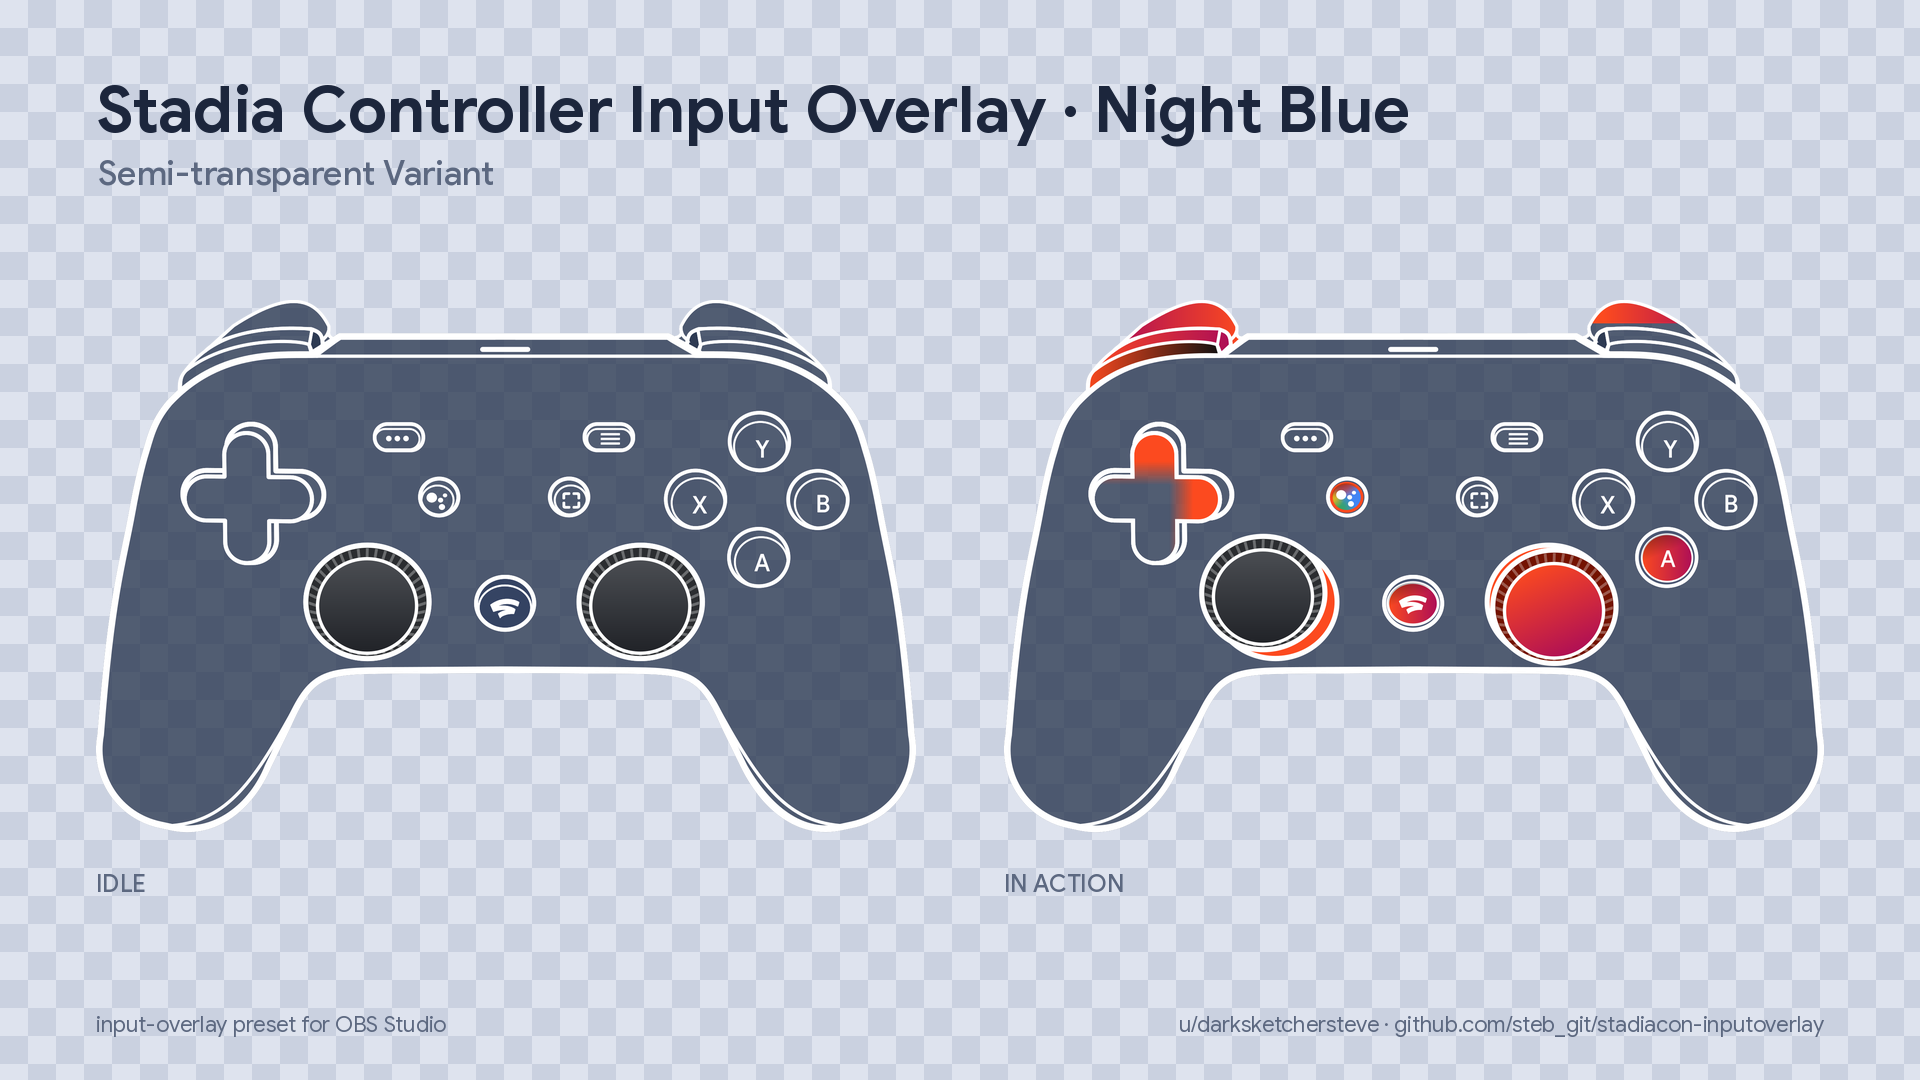 Stadia Controller Input Overlay · Night Blue
Semi-transparent Variant
Y
X
B
A
Y
X
B
A
IDLE
IN ACTION
input-overlay preset for OBS Studio
u/darksketchersteve · github.com/steb_git/stadiacon-inputoverlay